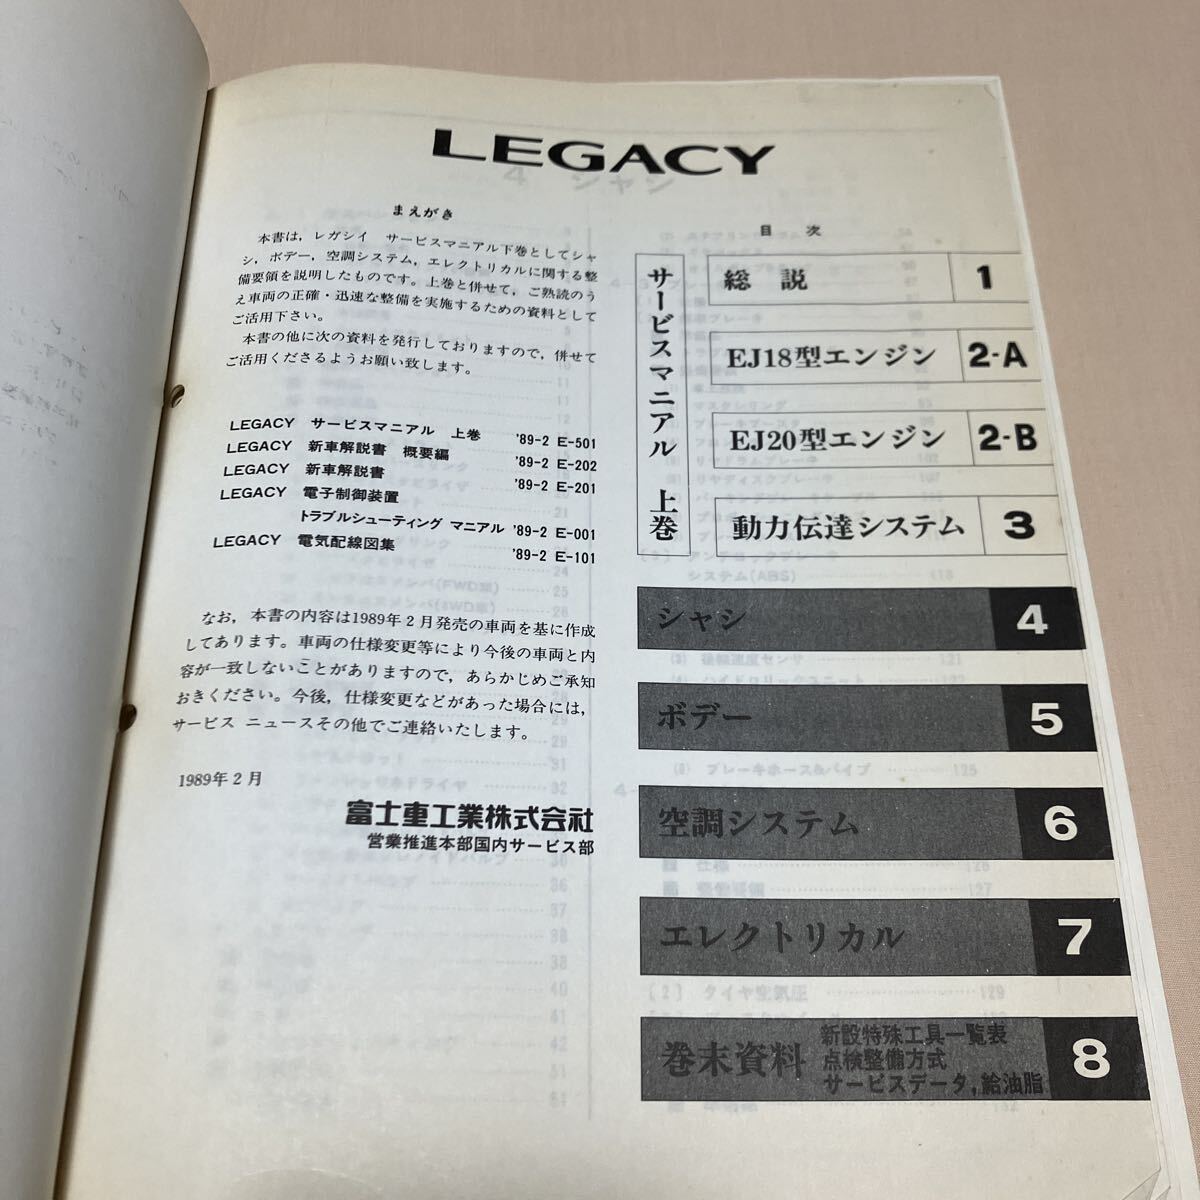 LEGACY
まえがき
本書は，レガシイ　サービスマニアル下巻としてシャ
シ，ボデー，空調システム，エレクトリカルに関する整
備要領を説明したものです。上巻と併せて，ご熟読のう
え車両の正確・迅速な整備を実施するための資料として
ご活用下さい。
本書の他に次の資料を発行しておりますので，併せて
ご活用くださるようお願い致します。
LEGACY　サービスマニアル　上巻　'89-2 E-501
LEGACY　新車解説書　概要編　'89-2 E-202
LEGACY　新車解説書　'89-2 E-201
LEGACY　電子制御装置
トラブルシューティング マニアル '89-2 E-001
LEGACY　電気配線図集　'89-2 E-101
なお，本書の内容は1989年２月発売の車両を基に作成
してあります。車両の仕様変更等により今後の車両と内
容が一致しないことがありますので，あらかじめご承知
おきください。今後，仕様変更などがあった場合には，
サービス ニュースその他でご連絡いたします。
1989年２月
富士重工業株式会社
営業推進本部国内サービス部
目　次
サービスマニアル　上巻
総　説　1
EJ18型エンジン　2-A
EJ20型エンジン　2-B
動力伝達システム　3
シャシ　4
ボデー　5
空調システム　6
エレクトリカル　7
巻末資料　8
新設特殊工具一覧表
点検整備方式
サービスデータ，給油脂